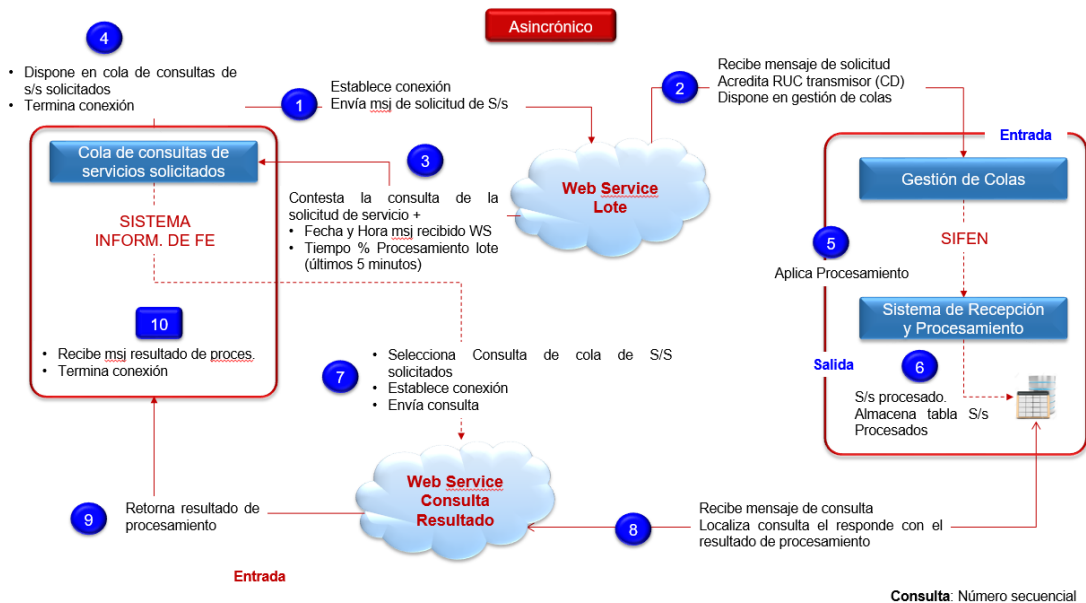 Asincrónico
4
• Dispone en cola de consultas de
s/s solicitados
• Termina conexión
1
Establece conexión
Envía msj de solicitud de S/s
2
Recibe mensaje de solicitud
Acredita RUC transmisor (CD)
Dispone en gestión de colas
Cola de consultas de
servicios solicitados
SISTEMA
INFORM. DE FE
3
Contesta la consulta de la
solicitud de servicio +
• Fecha y Hora msj recibido WS
• Tiempo % Procesamiento lote
(últimos 5 minutos)
Web Service
Lote
Entrada
Gestión de Colas
SIFEN
5
Aplica Procesamiento
Sistema de Recepción
y Procesamiento
Salida
6
S/s procesado.
Almacena tabla S/s
Procesados
10
• Recibe msj resultado de proces.
• Termina conexión
7
• Selecciona Consulta de cola de S/S
solicitados
• Establece conexión
• Envía consulta
Web Service
Consulta
Resultado
9
Retorna resultado de
procesamiento
8
Recibe mensaje de consulta
Localiza consulta el responde con el
resultado de procesamiento
Entrada
Consulta: Número secuencial